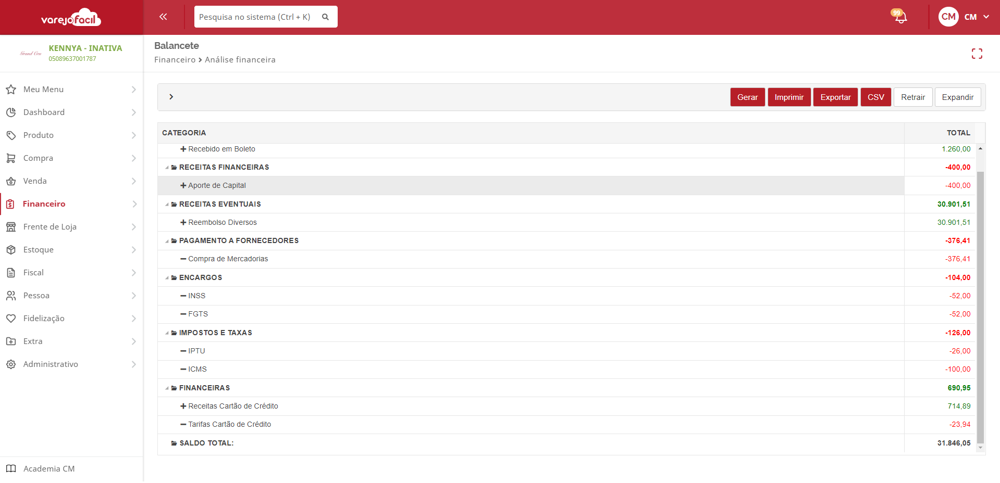 varejofacil
Pesquisa no sistema (Ctrl + K)
99
CM
CM
Grand Cru
KENNYA - INATIVA
05089637001787
Balancete
Financeiro > Análise financeira
Meu Menu
Dashboard
Produto
Compra
Venda
Financeiro
Frente de Loja
Estoque
Fiscal
Pessoa
Fidelização
Extra
Administrativo
Academia CM
Gerar
Imprimir
Exportar
CSV
Retrair
Expandir
CATEGORIA TOTAL
Recebido em Boleto 1.260,00
RECEITAS FINANCEIRAS -400,00
Aporte de Capital -400,00
RECEITAS EVENTUAIS 30.901,51
Reembolso Diversos 30.901,51
PAGAMENTO A FORNECEDORES -376,41
Compra de Mercadorias -376,41
ENCARGOS -104,00
INSS -52,00
FGTS -52,00
IMPOSTOS E TAXAS -126,00
IPTU -26,00
ICMS -100,00
FINANCEIRAS 690,95
Receitas Cartão de Crédito 714,89
Tarifas Cartão de Crédito -23,94
SALDO TOTAL: 31.846,05